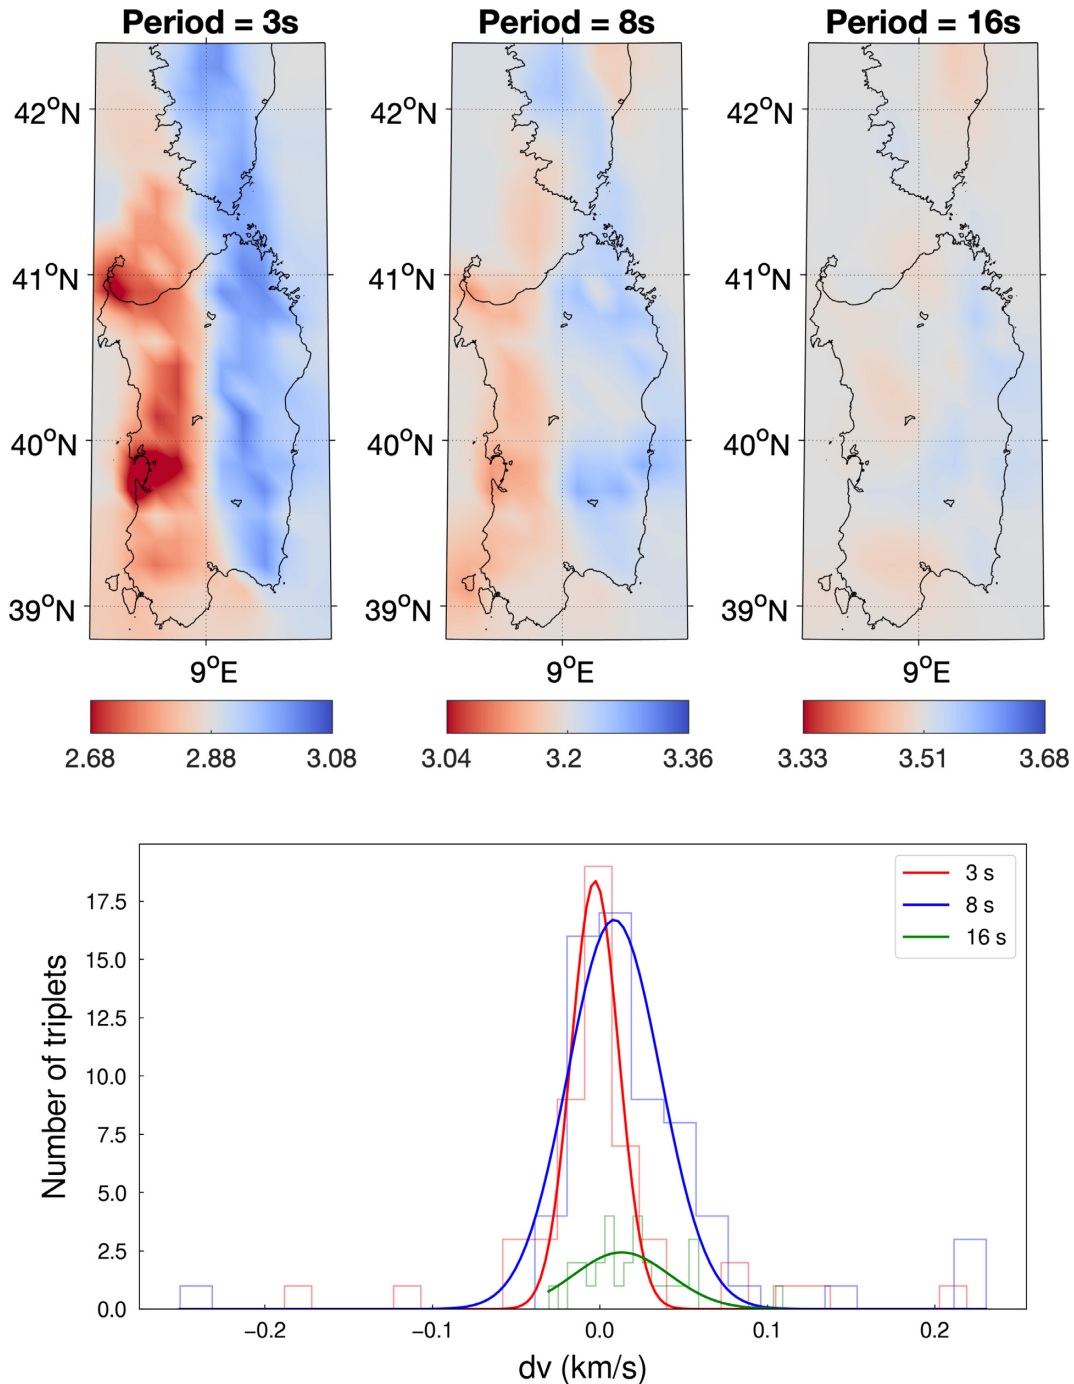 Period = 3s Period = 8s Period = 16s
42°N 42°N 42°N
41°N 41°N 41°N
40°N 40°N 40°N
39°N 39°N 39°N
9°E 9°E 9°E
2.68 2.88 3.08 3.04 3.2 3.36 3.33 3.51 3.68
3 s
8 s
16 s
17.5
15.0
12.5
10.0
7.5
5.0
2.5
0.0
Number of triplets
−0.2 −0.1 0.0 0.1 0.2
dv (km/s)